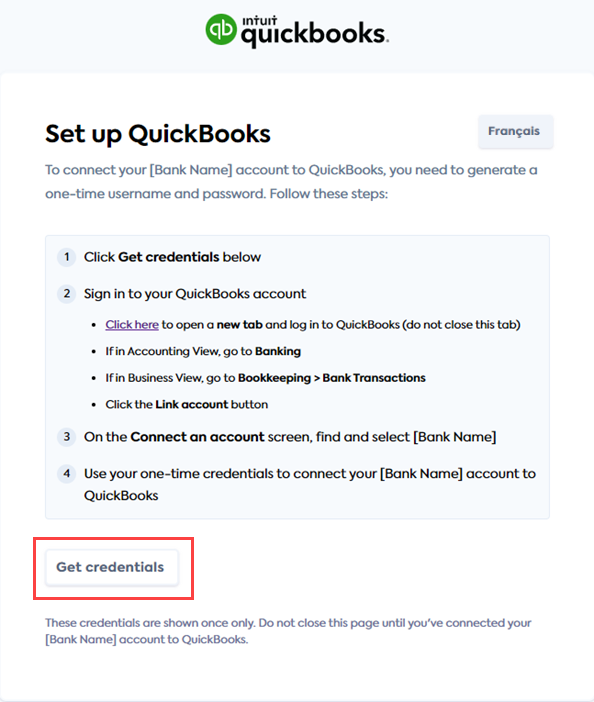 intuit
quickbooks.
Set up QuickBooks
Français
To connect your [Bank Name] account to QuickBooks, you need to generate a
one-time username and password. Follow these steps:
1 Click Get credentials below
2 Sign in to your QuickBooks account
• Click here to open a new tab and log in to QuickBooks (do not close this tab)
• If in Accounting View, go to Banking
• If in Business View, go to Bookkeeping > Bank Transactions
• Click the Link account button
3 On the Connect an account screen, find and select [Bank Name]
4 Use your one-time credentials to connect your [Bank Name] account to
QuickBooks
Get credentials
These credentials are shown once only. Do not close this page until you've connected your
[Bank Name] account to QuickBooks.